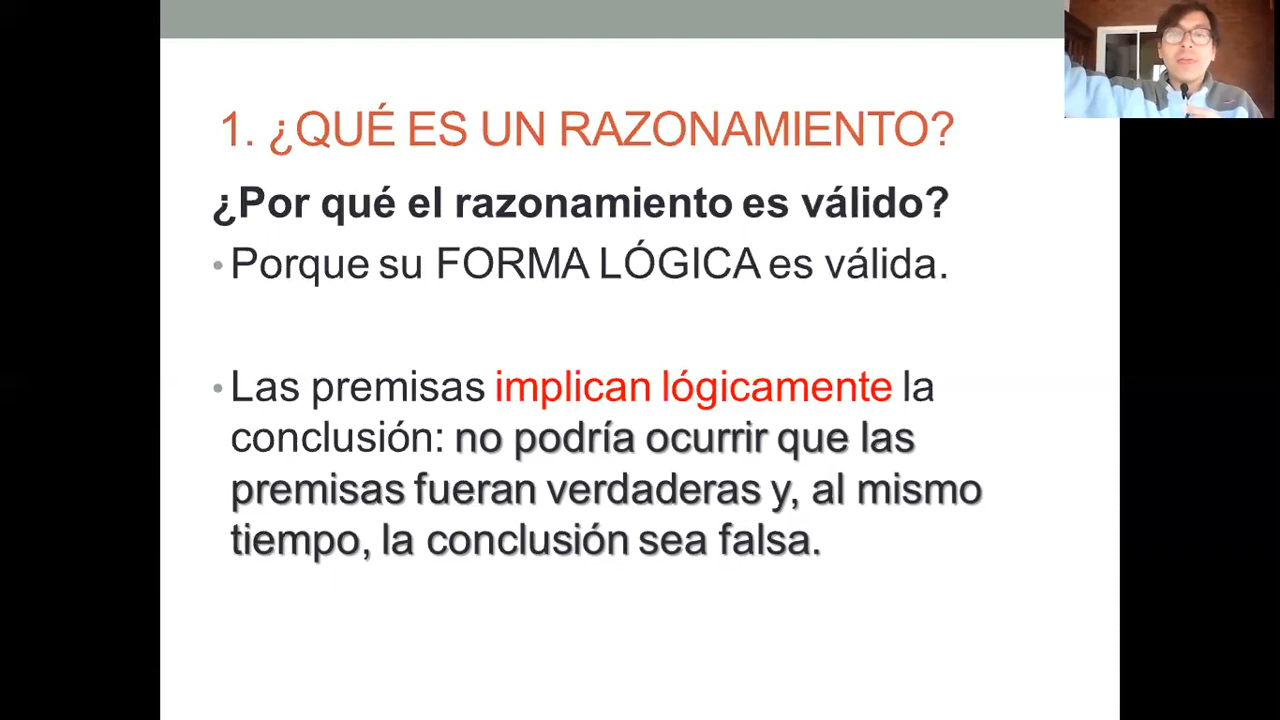 1. ¿QUÉ ES UN RAZONAMIENTO?
¿Por qué el razonamiento es válido?
•Porque su FORMA LÓGICA es válida.
•Las premisas implican lógicamente la
conclusión: no podría ocurrir que las
premisas fueran verdaderas y, al mismo
tiempo, la conclusión sea falsa.